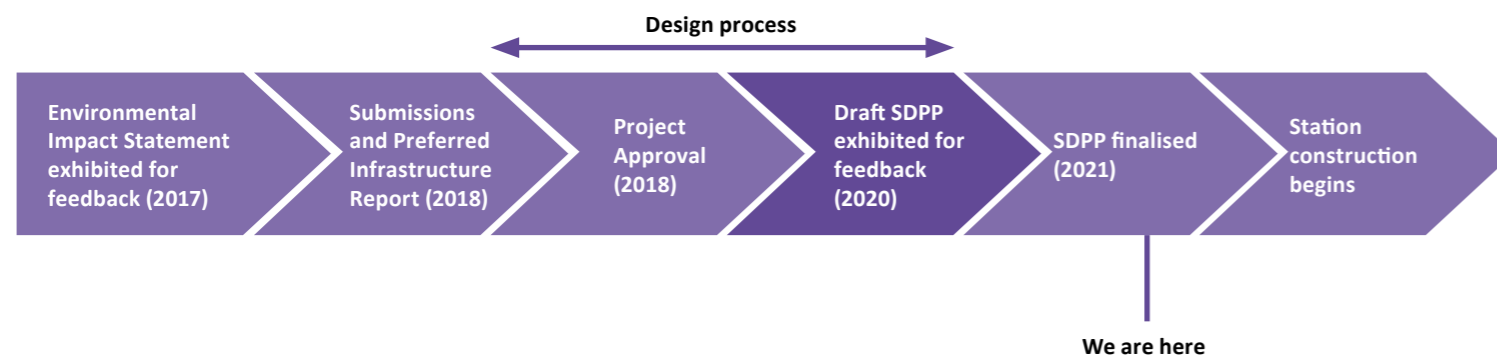 Design process
Environmental
Impact Statement
exhibited for
feedback (2017)
Submissions
and Preferred
Infrastructure
Report (2018)
Project
Approval
(2018)
Draft SDPP
exhibited for
feedback
(2020)
SDPP finalised
(2021)
Station
construction
begins
We are here